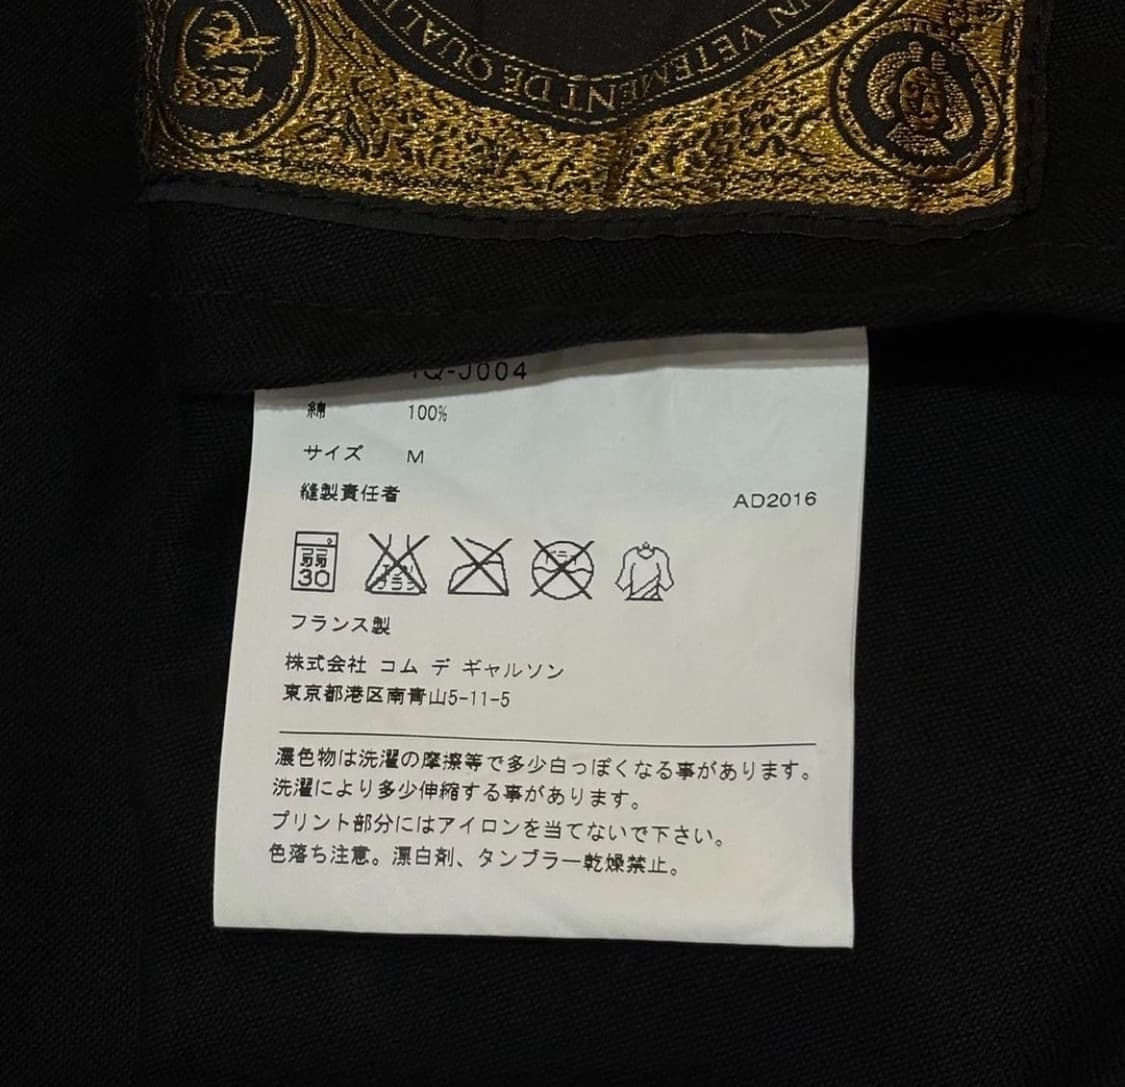 UN VETEMENT DE QUAL
Q-J004
綿 100%
サイズ M
縫製責任者 AD2016
弱
30
フランス製
株式会社 コム デ ギャルソン
東京都港区南青山5-11-5
濃色物は洗濯の摩擦等で多少白っぽくなる事があります。
洗濯により多少伸縮する事があります。
プリント部分にはアイロンを当てないで下さい。
色落ち注意。漂白剤、タンブラー乾燥禁止。